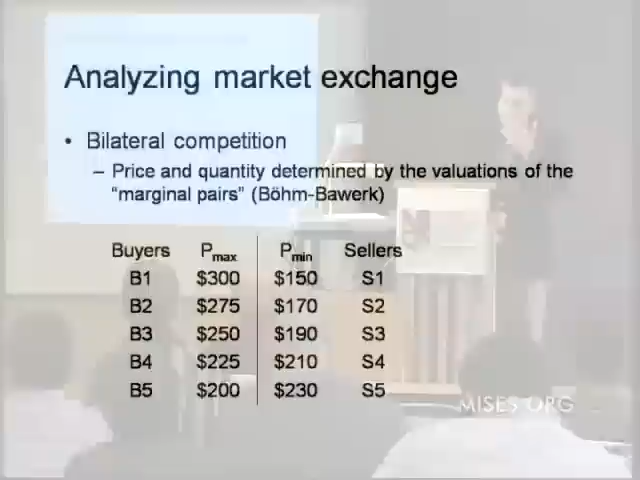 Analyzing market exchange
• Bilateral competition
– Price and quantity determined by the valuations of the
“marginal pairs” (Böhm-Bawerk)
Buyers Pmax Pmin Sellers
B1 $300 $150 S1
B2 $275 $170 S2
B3 $250 $190 S3
B4 $225 $210 S4
B5 $200 $230 S5
MISES.ORG